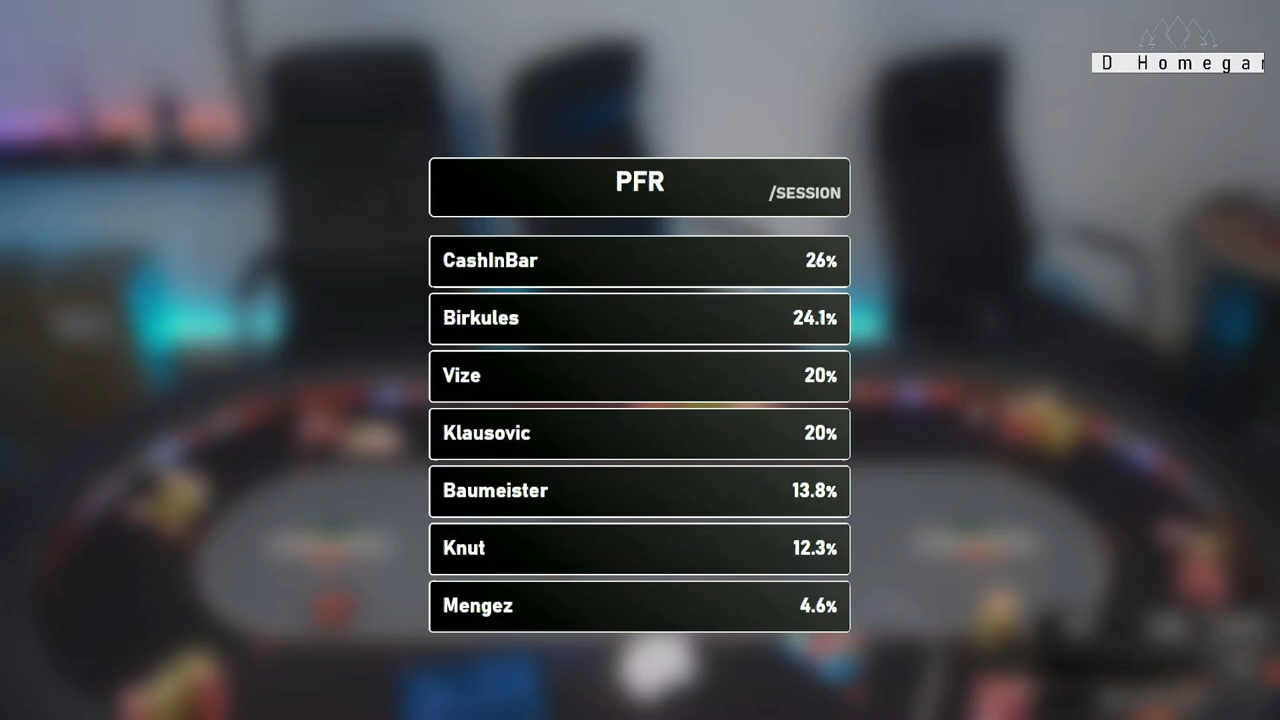 D Homegar
PFR
/SESSION
CashInBar 26%
Birkules 24.1%
Vize 20%
Klausovic 20%
Baumeister 13.8%
Knut 12.3%
Mengez 4.6%